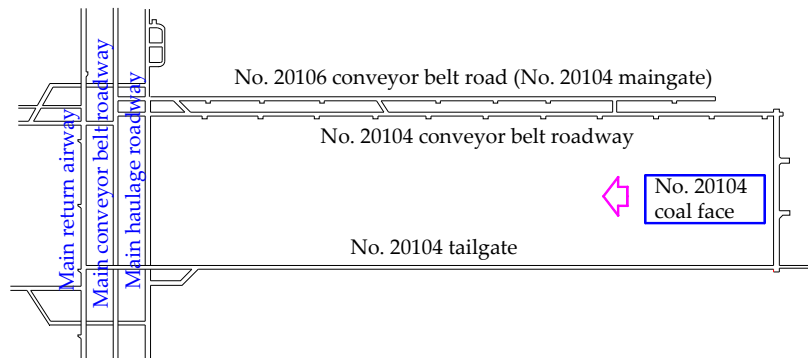 No. 20106 conveyor belt road (No. 20104 maingate)
No. 20104 conveyor belt roadway
Main return airway
Main conveyor belt roadway
Main haulage roadway
No. 20104
coal face
No. 20104 tailgate